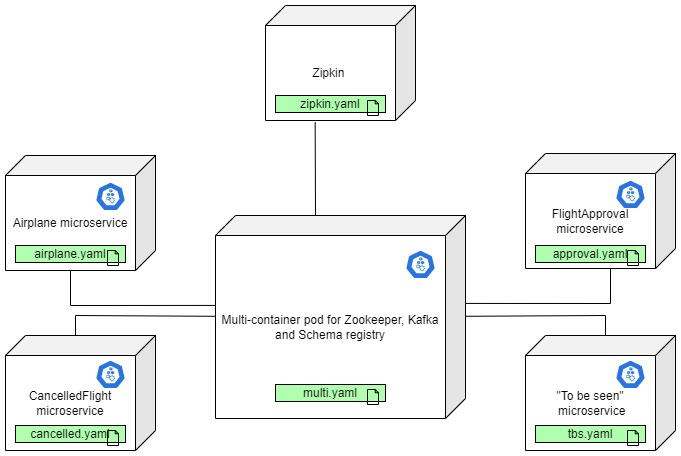 Zipkin
zipkin.yaml
Airplane microservice
airplane.yaml
FlightApproval
microservice
approval.yaml
Multi-container pod for Zookeeper, Kafka
and Schema registry
multi.yaml
CancelledFlight
microservice
cancelled.yaml
"To be seen"
microservice
tbs.yaml